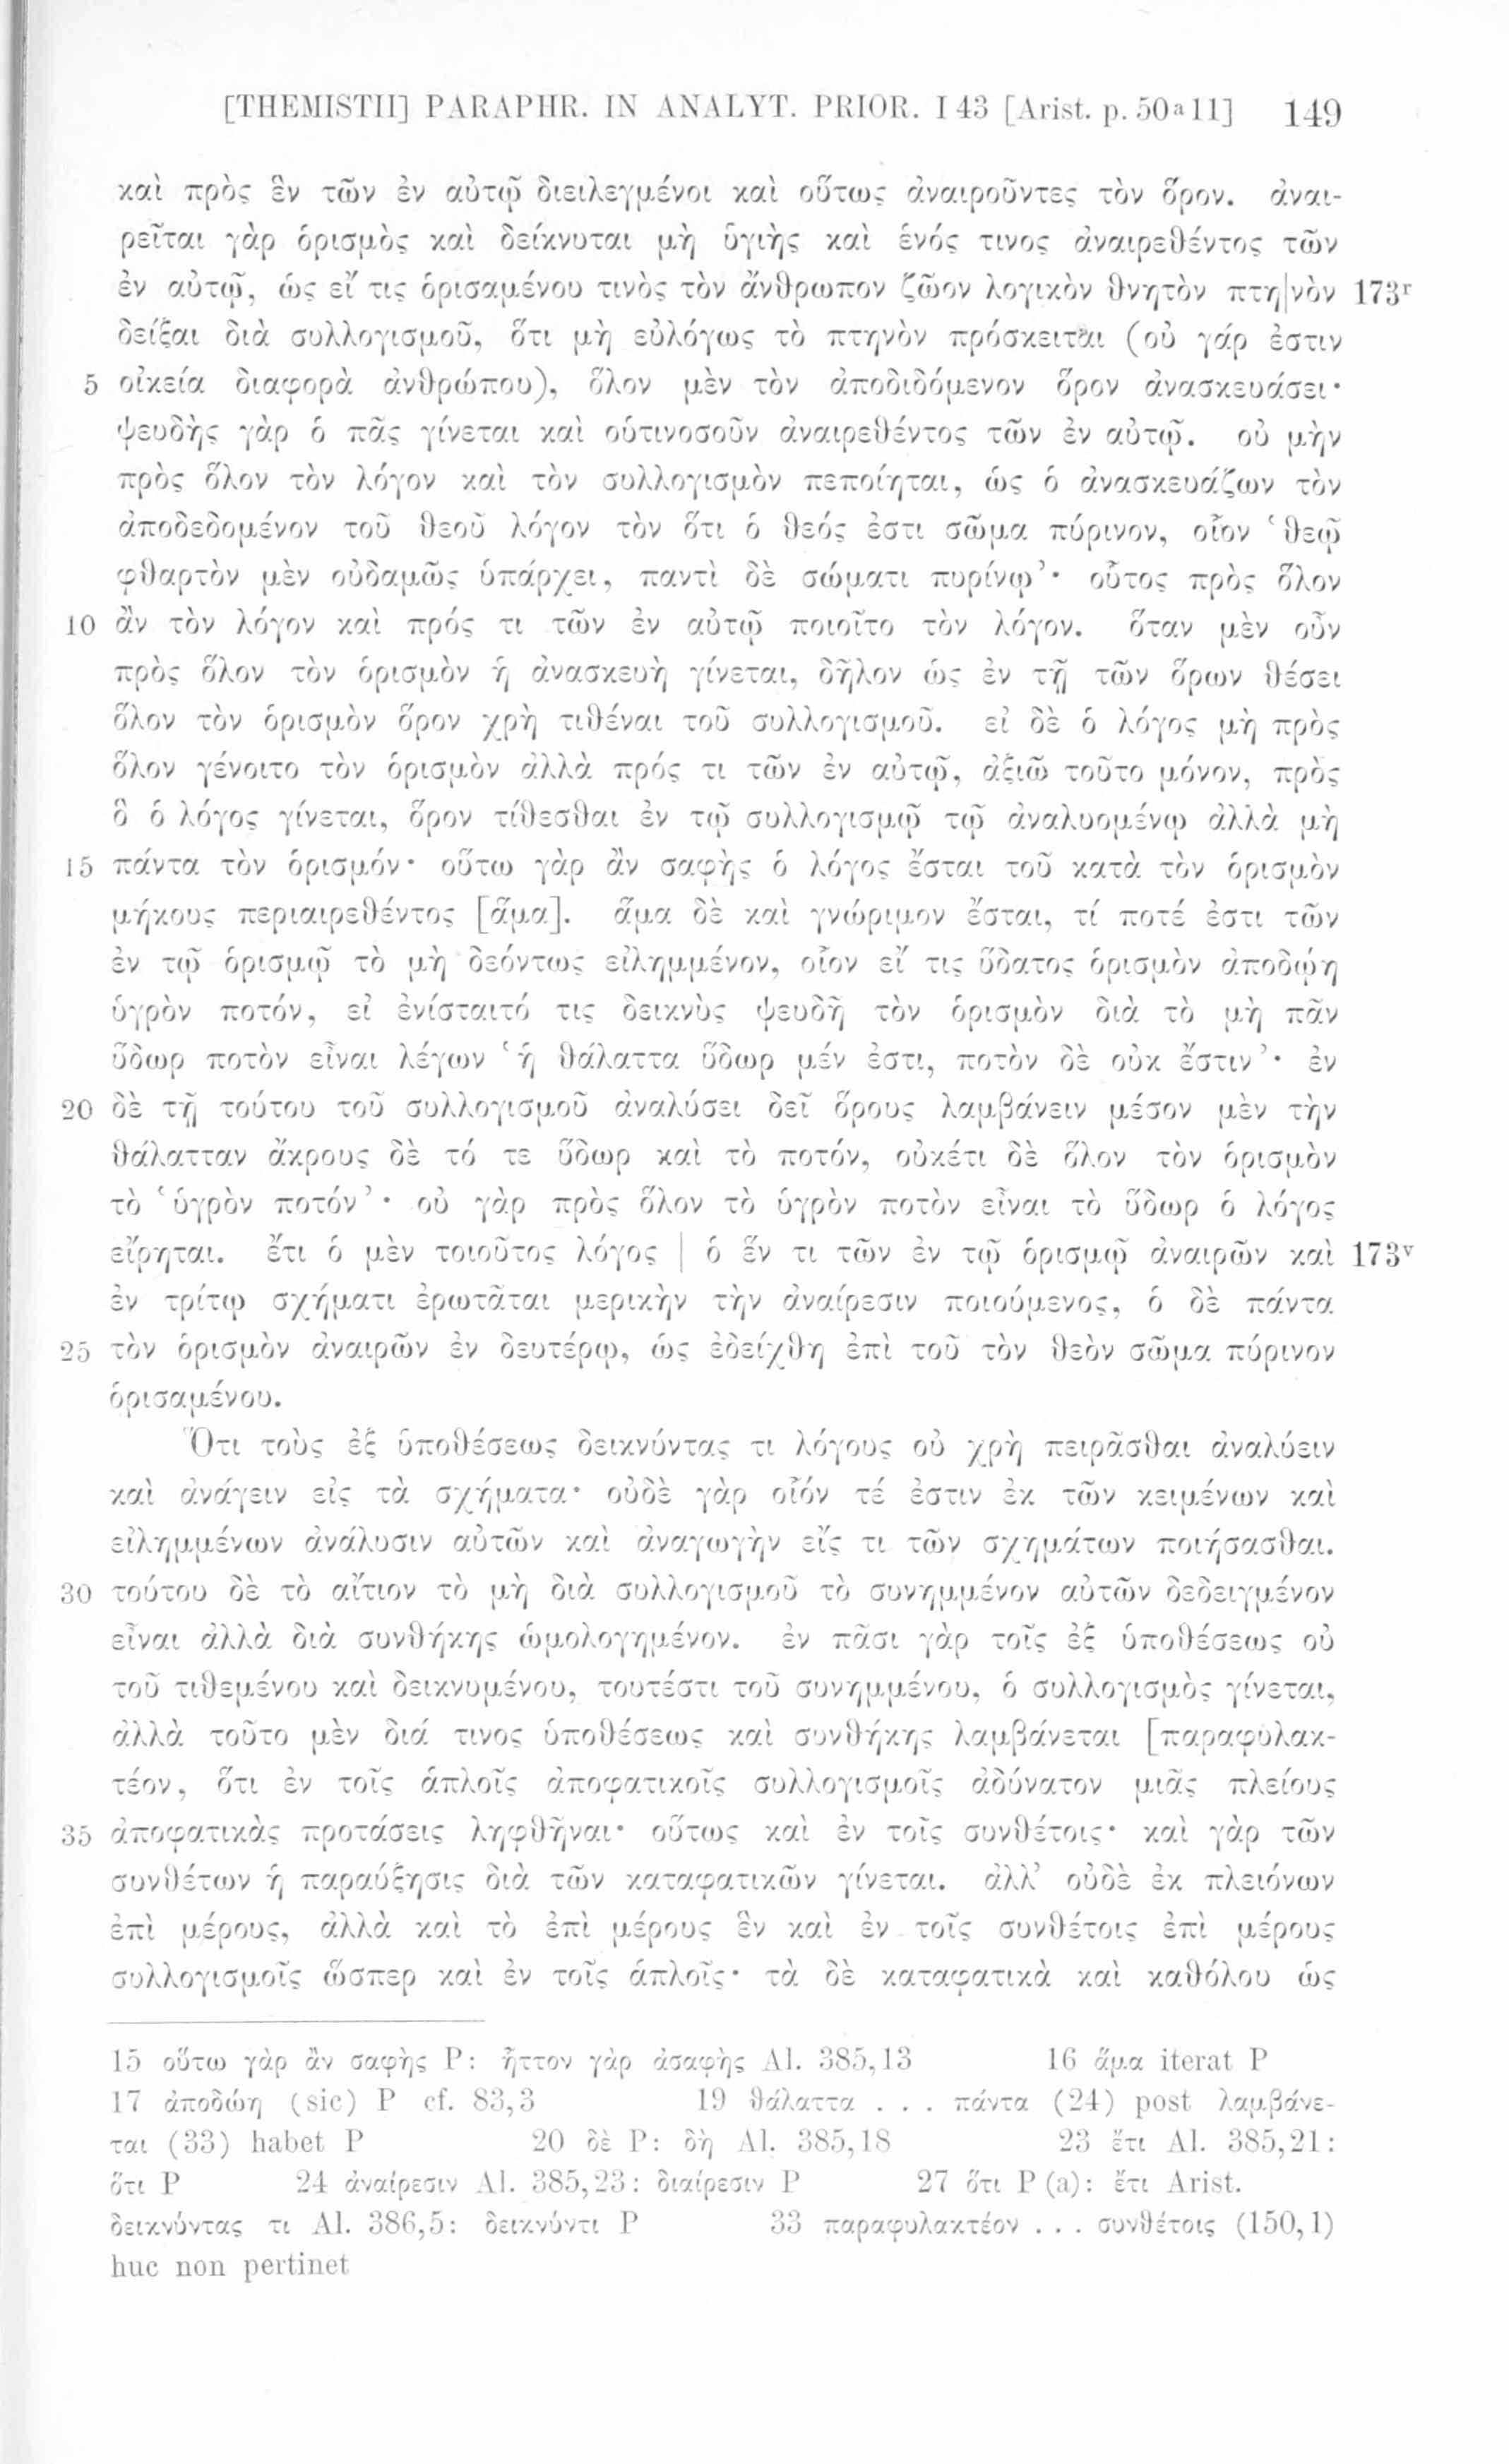 [THEMISTII] PARAPHR. IN ANALYT. PRIOR. I 43 [Arist. p. 50ᵃ11] 149
καὶ πρὸς ἓν τῶν ἐν αὐτῷ διειλεγμένοι καὶ οὕτως ἀναιροῦντες τὸν ὅρον. ἀναι-
ρεῖται γὰρ ὁρισμὸς καὶ δείκνυται μὴ ὑγιὴς καὶ ἑνός τινος ἀναιρεθέντος τῶν
ἐν αὐτῷ, ὡς εἴ τις ὁρισαμένου τινὸς τὸν ἄνθρωπον ζῶον λογικὸν θνητὸν πτη|νὸν 173ʳ
δείξαι διὰ συλλογισμοῦ, ὅτι μὴ εὐλόγως τὸ πτηνὸν πρόσκειται (οὐ γάρ ἐστιν
5 οἰκεία διαφορὰ ἀνθρώπου), ὅλον μὲν τὸν ἀποδιδόμενον ὅρον ἀνασκευάσει·
ψευδὴς γὰρ ὁ πᾶς γίνεται καὶ οὑτινοσοῦν ἀναιρεθέντος τῶν ἐν αὐτῷ. οὐ μὴν
πρὸς ὅλον τὸν λόγον καὶ τὸν συλλογισμὸν πεποίηται, ὡς ὁ ἀνασκευάζων τὸν
ἀποδεδομένον τοῦ θεοῦ λόγον τὸν ὅτι ὁ θεός ἐστι σῶμα πύρινον, οἷον ‘θεῷ
φθαρτὸν μὲν οὐδαμῶς ὑπάρχει, παντὶ δὲ σώματι πυρίνῳ’· οὗτος πρὸς ὅλον
10 ἂν τὸν λόγον καὶ πρός τι τῶν ἐν αὐτῷ ποιοῖτο τὸν λόγον. ὅταν μὲν οὖν
πρὸς ὅλον τὸν ὁρισμὸν ἡ ἀνασκευὴ γίνεται, δῆλον ὡς ἐν τῇ τῶν ὅρων θέσει
ὅλον τὸν ὁρισμὸν ὅρον χρὴ τιθέναι τοῦ συλλογισμοῦ. εἰ δὲ ὁ λόγος μὴ πρὸς
ὅλον γένοιτο τὸν ὁρισμὸν ἀλλὰ πρός τι τῶν ἐν αὐτῷ, ἀξιῶ τοῦτο μόνον, πρὸς
ὃ ὁ λόγος γίνεται, ὅρον τίθεσθαι ἐν τῷ συλλογισμῷ τῷ ἀναλυομένῳ ἀλλὰ μὴ
15 πάντα τὸν ὁρισμόν· οὕτω γὰρ ἂν σαφὴς ὁ λόγος ἔσται τοῦ κατὰ τὸν ὁρισμὸν
μήκους περιαιρεθέντος [ἅμα]. ἅμα δὲ καὶ γνώριμον ἔσται, τί ποτέ ἐστι τῶν
ἐν τῷ ὁρισμῷ τὸ μὴ δεόντως εἰλημμένον, οἷον εἴ τις ὕδατος ὁρισμὸν ἀποδώῃ
ὑγρὸν ποτόν, εἰ ἐνίσταιτό τις δεικνὺς ψευδῆ τὸν ὁρισμὸν διὰ τὸ μὴ πᾶν
ὕδωρ ποτὸν εἶναι λέγων ‘ἡ θάλαττα ὕδωρ μέν ἐστι, ποτὸν δὲ οὐκ ἔστιν’· ἐν
20 δὲ τῇ τούτου τοῦ συλλογισμοῦ ἀναλύσει δεῖ ὅρους λαμβάνειν μέσον μὲν τὴν
θάλατταν ἄκρους δὲ τό τε ὕδωρ καὶ τὸ ποτόν, οὐκέτι δὲ ὅλον τὸν ὁρισμὸν
τὸ ‘ὑγρὸν ποτόν’· οὐ γὰρ πρὸς ὅλον τὸ ὑγρὸν ποτὸν εἶναι τὸ ὕδωρ ὁ λόγος
εἴρηται. ἔτι ὁ μὲν τοιοῦτος λόγος | ὁ ἕν τι τῶν ἐν τῷ ὁρισμῷ ἀναιρῶν καὶ 173ᵛ
ἐν τρίτῳ σχήματι ἐρωτᾶται μερικὴν τὴν ἀναίρεσιν ποιούμενος, ὁ δὲ πάντα
25 τὸν ὁρισμὸν ἀναιρῶν ἐν δευτέρῳ, ὡς ἐδείχθη ἐπὶ τοῦ τὸν θεὸν σῶμα πύρινον
ὁρισαμένου.
Ὅτι τοὺς ἐξ ὑποθέσεως δεικνύντας τι λόγους οὐ χρὴ πειρᾶσθαι ἀναλύειν
καὶ ἀνάγειν εἰς τὰ σχήματα· οὐδὲ γὰρ οἷόν τέ ἐστιν ἐκ τῶν κειμένων καὶ
εἰλημμένων ἀνάλυσιν αὐτῶν καὶ ἀναγωγὴν εἴς τι τῶν σχημάτων ποιήσασθαι.
30 τούτου δὲ τὸ αἴτιον τὸ μὴ διὰ συλλογισμοῦ τὸ συνημμένον αὐτῶν δεδειγμένον
εἶναι ἀλλὰ διὰ συνθήκης ὡμολογημένον. ἐν πᾶσι γὰρ τοῖς ἐξ ὑποθέσεως οὐ
τοῦ τιθεμένου καὶ δεικνυμένου, τουτέστι τοῦ συνημμένου, ὁ συλλογισμὸς γίνεται,
ἀλλὰ τοῦτο μὲν διά τινος ὑποθέσεως καὶ συνθήκης λαμβάνεται [παραφυλακ-
τέον, ὅτι ἐν τοῖς ἁπλοῖς ἀποφατικοῖς συλλογισμοῖς ἀδύνατον μιᾶς πλείους
35 ἀποφατικὰς προτάσεις ληφθῆναι· οὕτως καὶ ἐν τοῖς συνθέτοις· καὶ γὰρ τῶν
συνθέτων ἡ παραύξησις διὰ τῶν καταφατικῶν γίνεται. ἀλλ’ οὐδὲ ἐκ πλειόνων
ἐπὶ μέρους, ἀλλὰ καὶ τὸ ἐπὶ μέρους ἓν καὶ ἐν τοῖς συνθέτοις ἐπὶ μέρους
συλλογισμοῖς ὥσπερ καὶ ἐν τοῖς ἁπλοῖς· τὰ δὲ καταφατικὰ καὶ καθόλου ὡς
15 οὕτω γὰρ ἂν σαφὴς P: ἧττον γὰρ ἀσαφὴς Al. 385,13 16 ἅμα iterat P
17 ἀποδώῃ (sic) P cf. 83,3 19 θάλαττα . . . πάντα (24) post λαμβάνε-
ται (33) habet P 20 δὲ P: δὴ Al. 385,18 23 ἔτι Al. 385,21:
ὅτι P 24 ἀναίρεσιν Al. 385,23: διαίρεσιν P 27 ὅτι P (a): ἔτι Arist.
δεικνύντας τι Al. 386,5: δεικνύντι P 33 παραφυλακτέον . . . συνθέτοις (150,1)
huc non pertinet